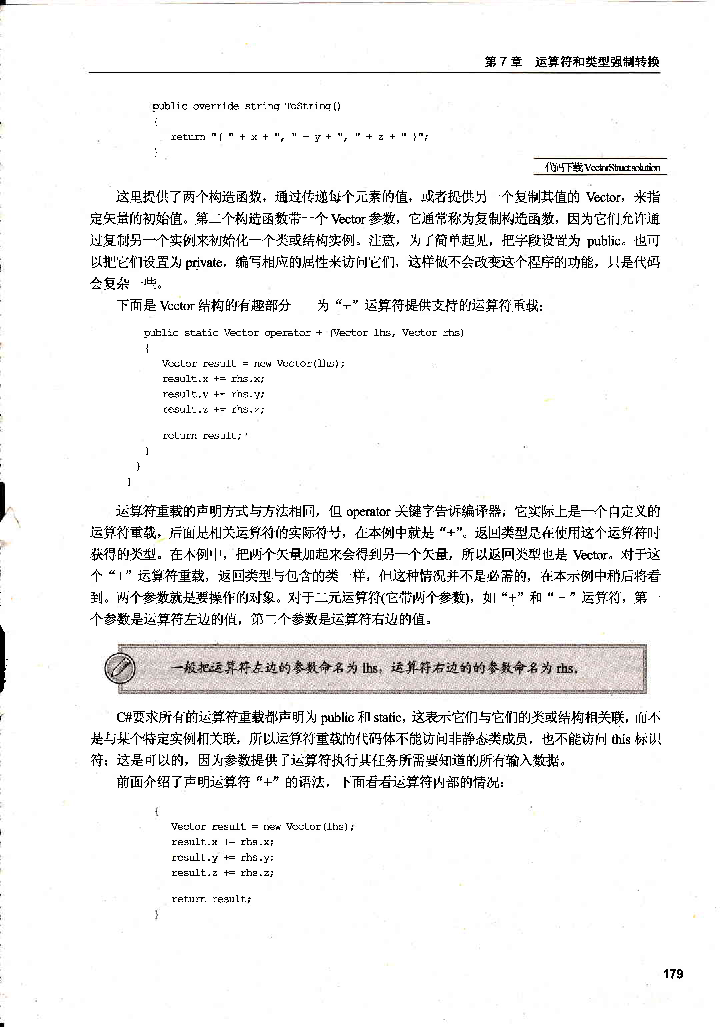 第 7 章　运算符和类型强制转换
public override string ToString()
{
return "( " + x + ", " + y + ", " + z + " )";
}
代码下载 VectorStruct.solution
这里提供了两个构造函数，通过传递每个元素的值，或者提供另一个复制其值的 Vector，来指
定矢量的初始值。第二个构造函数带一个 Vector 参数，它通常称为复制构造函数，因为它们允许通
过复制另一个实例来初始化一个类或结构实例。注意，为了简单起见，把字段设置为 public。也可
以把它们设置为 private，编写相应的属性来访问它们，这样做不会改变这个程序的功能，只是代码
会复杂一些。
下面是 Vector 结构的有趣部分——为“+”运算符提供支持的运算符重载：
public static Vector operator + (Vector lhs, Vector rhs)
{
Vector result = new Vector(lhs);
result.x += rhs.x;
result.y += rhs.y;
result.z += rhs.z;
return result;
}
}
}
运算符重载的声明方式与方法相同，但 operator 关键字告诉编译器，它实际上是一个自定义的
运算符重载，后面是相关运算符的实际符号，在本例中就是“+”。返回类型是在使用这个运算符时
获得的类型。在本例中，把两个矢量加起来会得到另一个矢量，所以返回类型也是 Vector。对于这
个“+”运算符重载，返回类型与包含的类一样，但这种情况并不是必需的，在本示例中稍后将看
到。两个参数就是要操作的对象。对于二元运算符(它带两个参数)，如“+”和“-”运算符，第一
个参数是运算符左边的值，第二个参数是运算符右边的值。
一般把运算符左边的参数命名为 lhs，运算符右边的的参数命名为 rhs。
C#要求所有的运算符重载都声明为 public 和 static，这表示它们与它们的类或结构相关联，而不
是与某个特定实例相关联，所以运算符重载的代码体不能访问非静态类成员，也不能访问 this 标识
符；这是可以的，因为参数提供了运算符执行其任务所需要知道的所有输入数据。
前面介绍了声明运算符“+”的语法，下面看看运算符内部的情况：
{
Vector result = new Vector(lhs);
result.x += rhs.x;
result.y += rhs.y;
result.z += rhs.z;
return result;
}
179